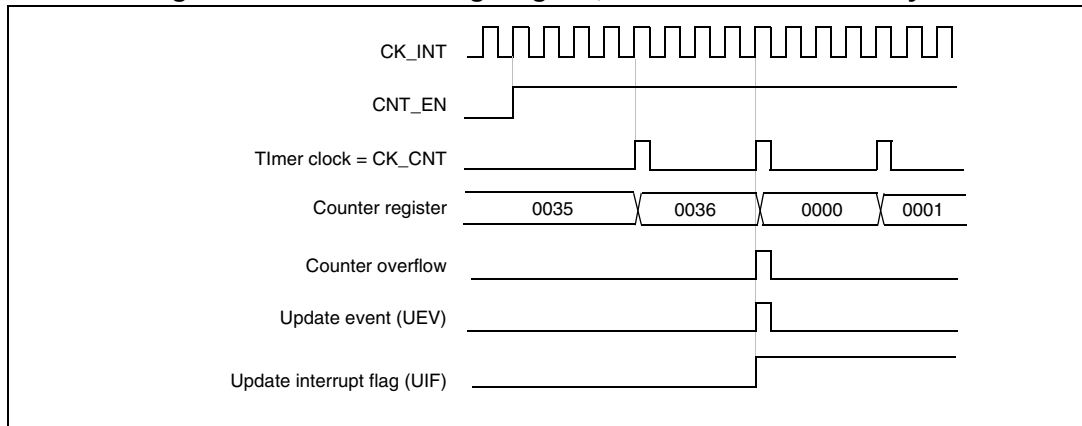 CK_INT
CNT_EN
TImer clock = CK_CNT
Counter register
0035 0036 0000 0001
Counter overflow
Update event (UEV)
Update interrupt flag (UIF)